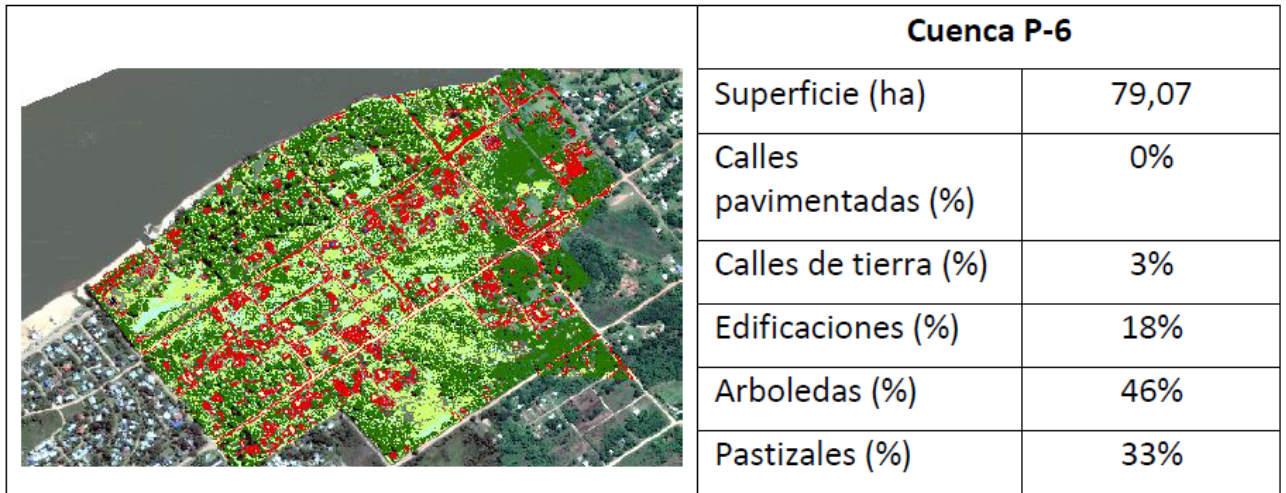 Cuenca P-6
Superficie (ha) 79,07
Calles 0%
pavimentadas (%)
Calles de tierra (%) 3%
Edificaciones (%) 18%
Arboledas (%) 46%
Pastizales (%) 33%